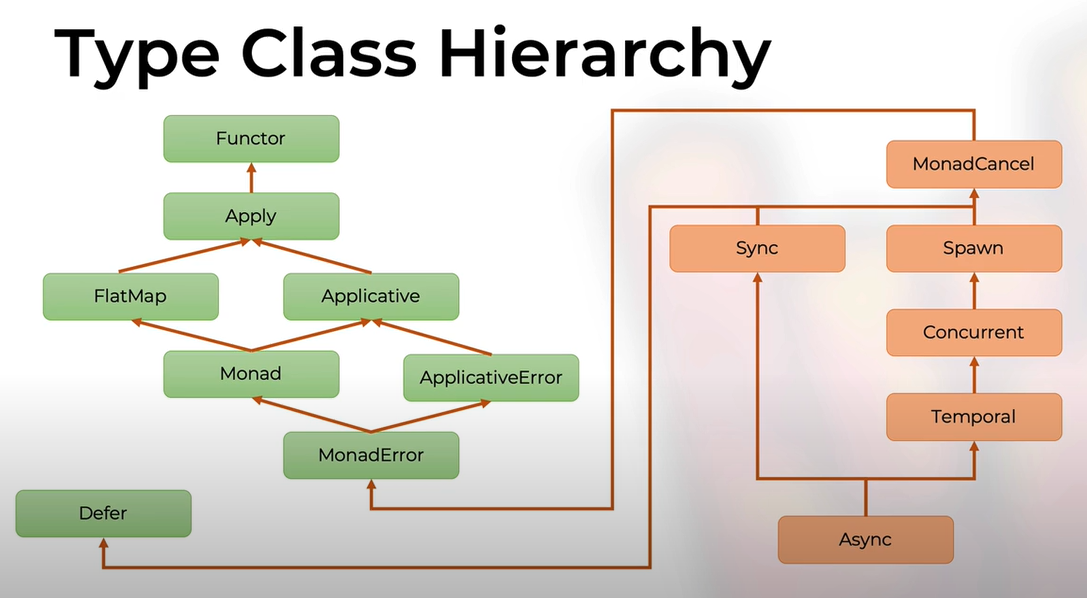 Type Class Hierarchy
Functor
Apply
FlatMap
Applicative
Monad
ApplicativeError
MonadError
Defer
MonadCancel
Sync
Spawn
Concurrent
Temporal
Async